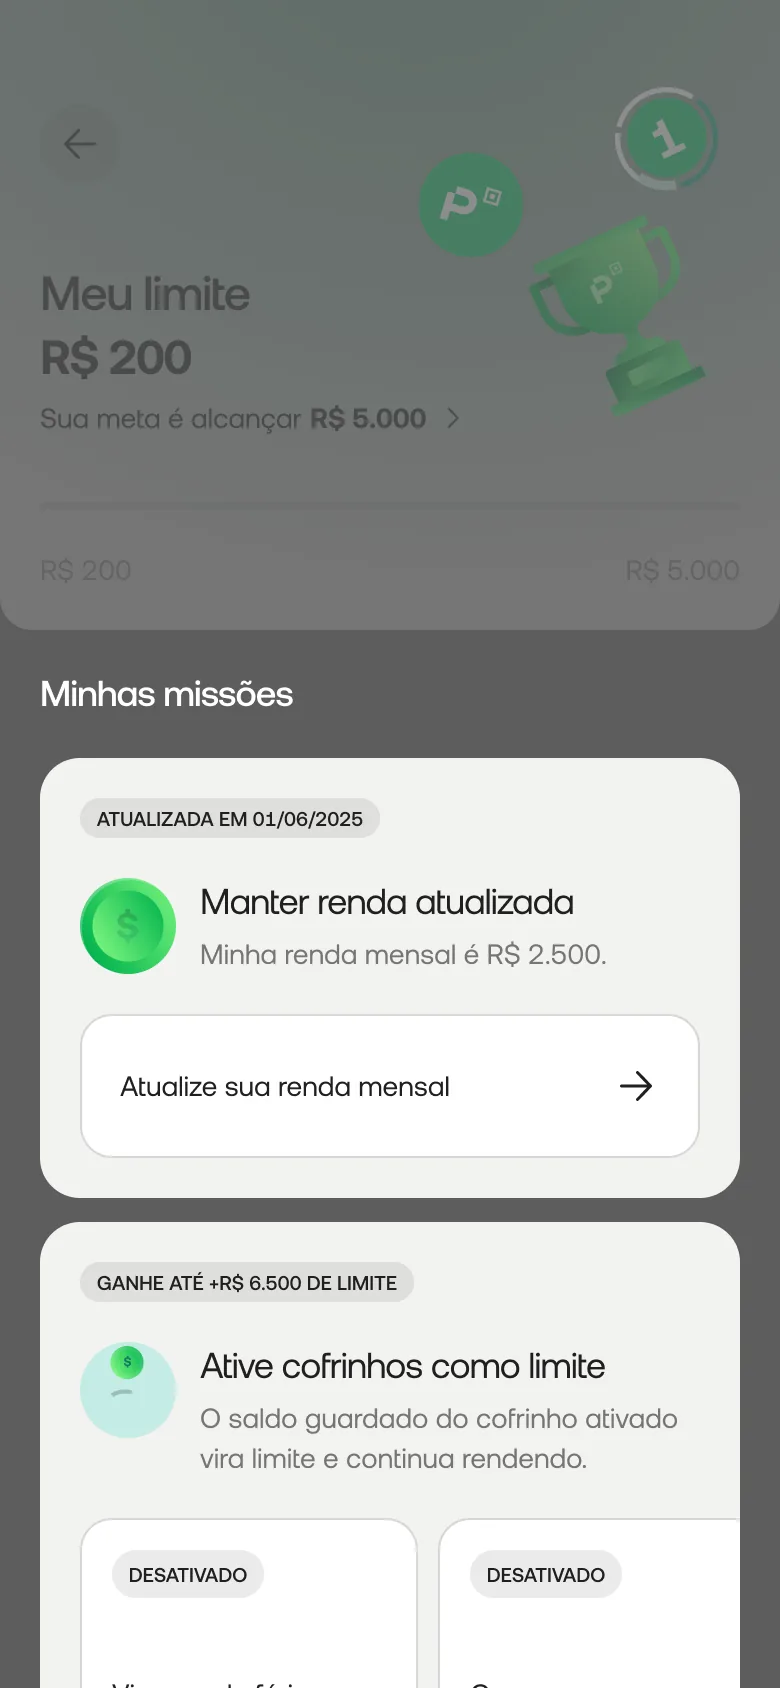 1
P
P
Meu limite
R$ 200
Sua meta é alcançar R$ 5.000
R$ 200
R$ 5.000
Minhas missões
ATUALIZADA EM 01/06/2025
$
Manter renda atualizada
Minha renda mensal é R$ 2.500.
Atualize sua renda mensal
GANHE ATÉ +R$ 6.500 DE LIMITE
$
Ative cofrinhos como limite
O saldo guardado do cofrinho ativado
vira limite e continua rendendo.
DESATIVADO
DESATIVADO